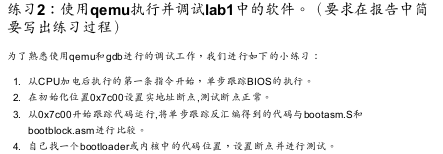 练习2：使用qemu执行并调试lab1中的软件。（要求在报告中简
要写出练习过程）
为了熟悉使用qemu和gdb进行的调试工作，我们进行如下的小练习：
1. 从CPU加电后执行的第一条指令开始，单步跟踪BIOS的执行。
2. 在初始化位置0x7c00设置实地址断点,测试断点正常。
3. 从0x7c00开始跟踪代码运行,将单步跟踪反汇编得到的代码与bootasm.S和
bootblock.asm进行比较。
4. 自己找一个bootloader或内核中的代码位置，设置断点并进行测试。